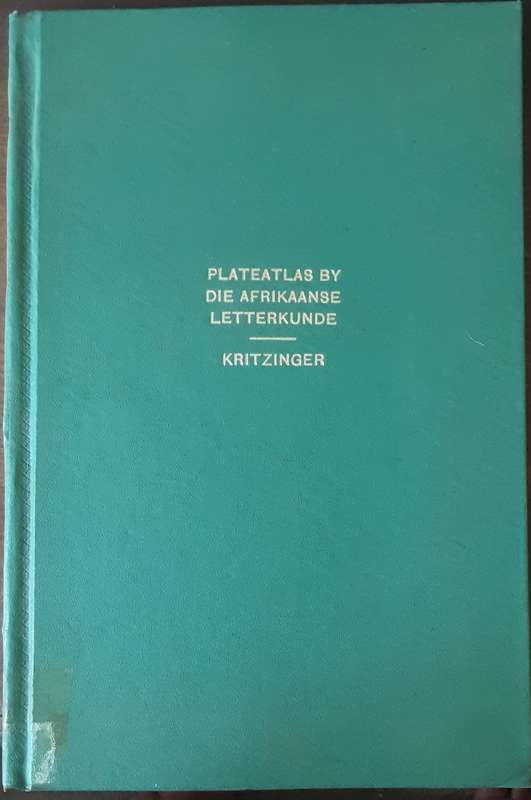 PLATEATLAS BY
DIE AFRIKAANSE
LETTERKUNDE
KRITZINGER